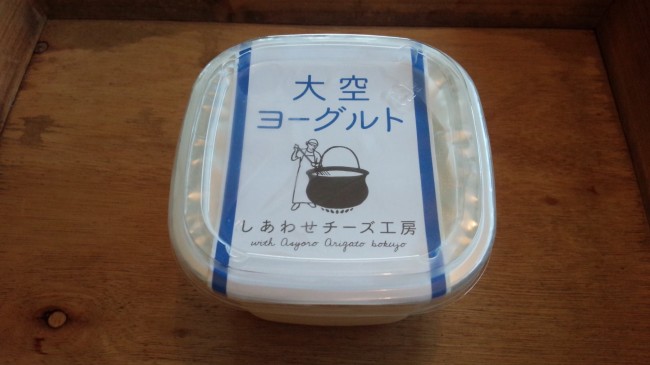 大空
ヨーグルト
しあわせチーズ工房
with Asyoro Arigato bokujo